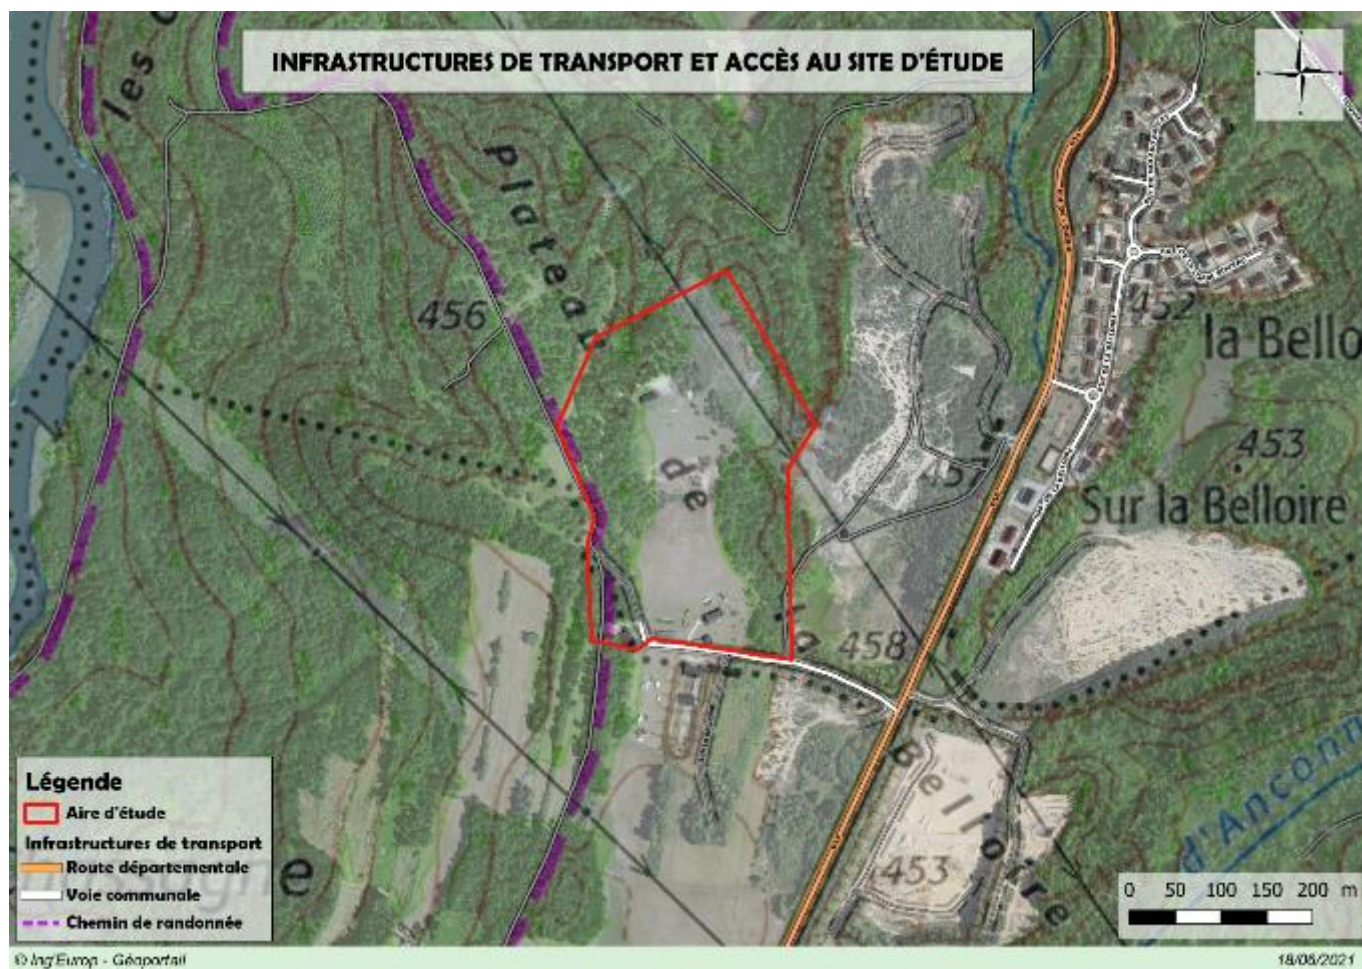 INFRASTRUCTURES DE TRANSPORT ET ACCÈS AU SITE D'ÉTUDE
les
Plateau
456
de
la
452
la Bello
453
457
Sur la Belloire
458
Belloire
453
d'Anconn
Légende
Aire d'étude
Infrastructures de transport
Route départementale
Voie communale
Chemin de randonnée
0 50 100 150 200 m
© Ing'Europ - Géoportail
18/06/2021